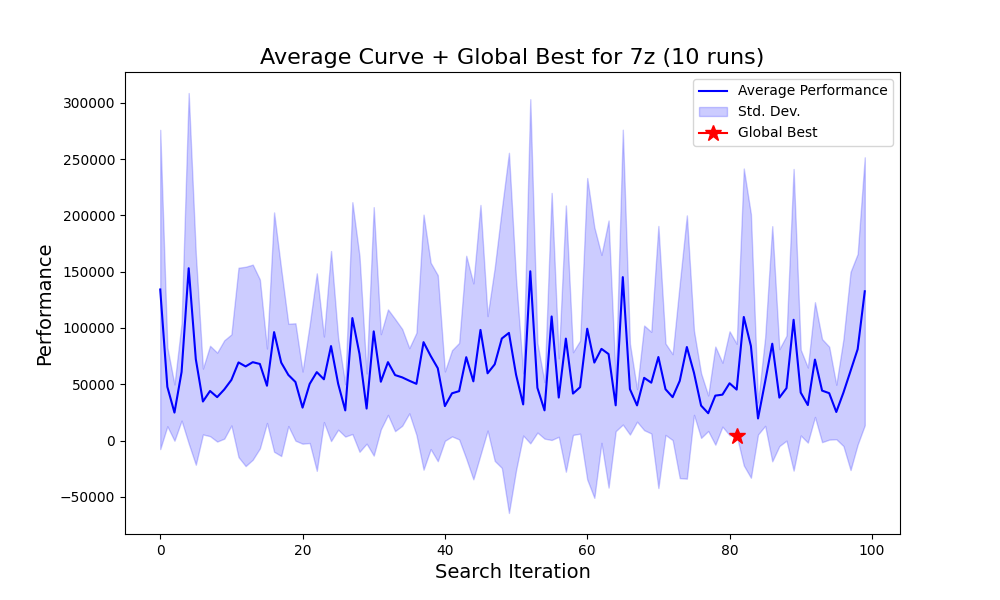 Average Curve + Global Best for 7z (10 runs)
Average Performance
Std. Dev.
Global Best
Performance
300000
250000
200000
150000
100000
50000
0
−50000
0 20 40 60 80 100
Search Iteration